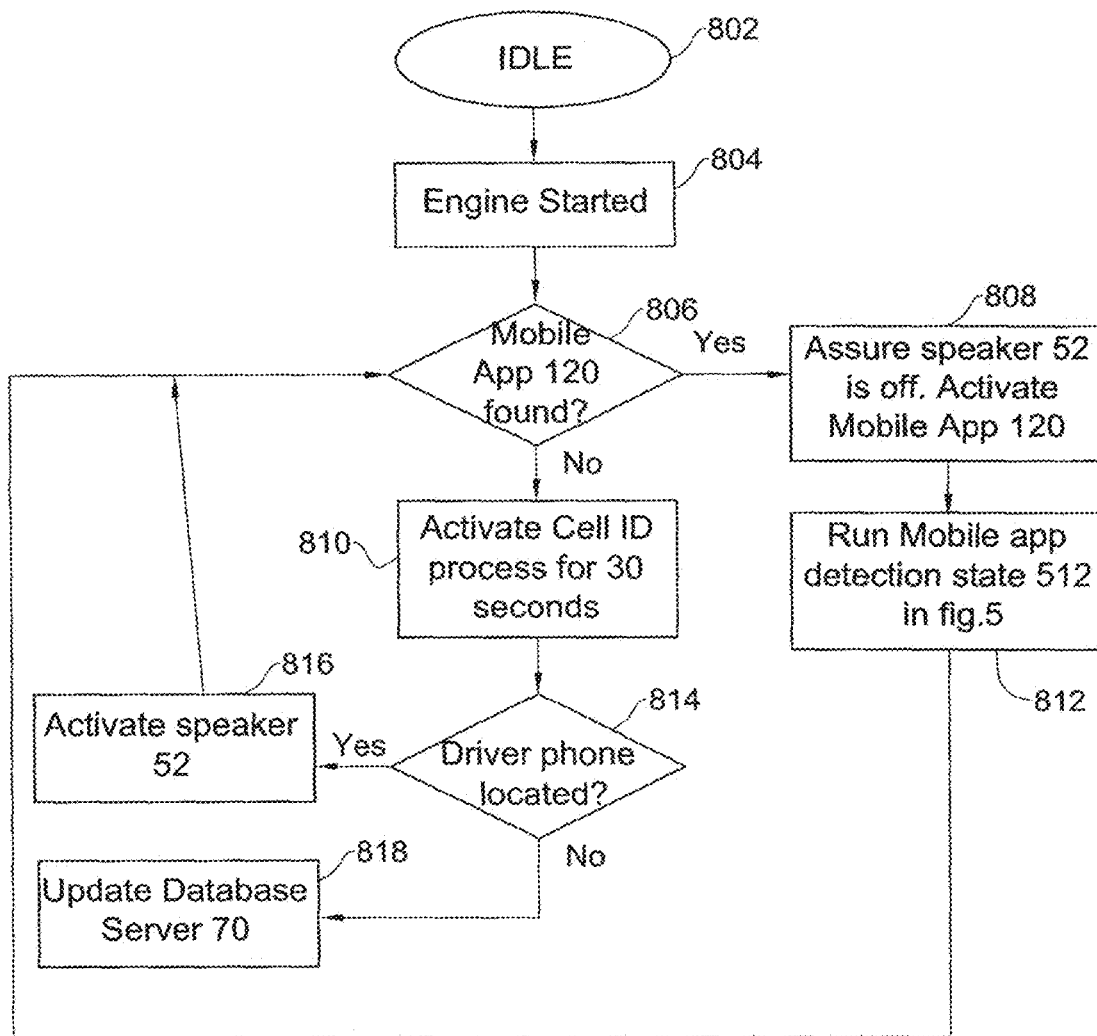 802
IDLE
804
Engine Started
806
Mobile
App 120
found?
Yes
No
808
Assure speaker 52
is off. Activate
Mobile App 120
810
Activate Cell ID
process for 30
seconds
Run Mobile app
detection state 512
in fig.5
812
814
Driver phone
located?
Yes
No
816
Activate speaker
52
818
Update Database
Server 70